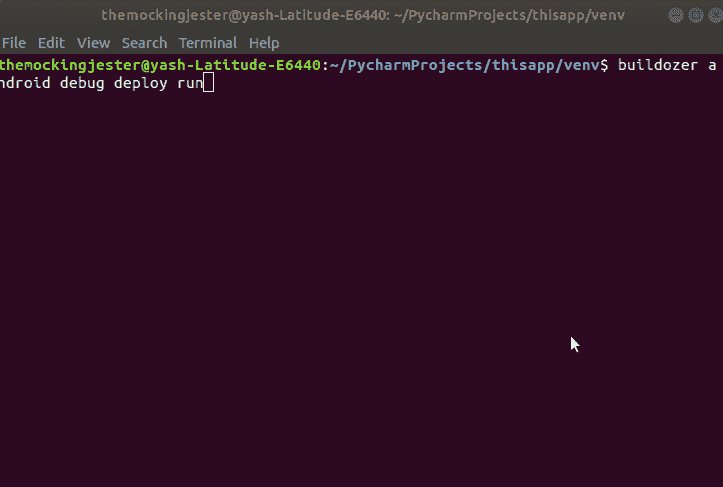 themockingjester@yash-Latitude-E6440: ~/PycharmProjects/thisapp/venv
File Edit View Search Terminal Help
themockingjester@yash-Latitude-E6440:~/PycharmProjects/thisapp/venv$ buildozer a
ndroid debug deploy run